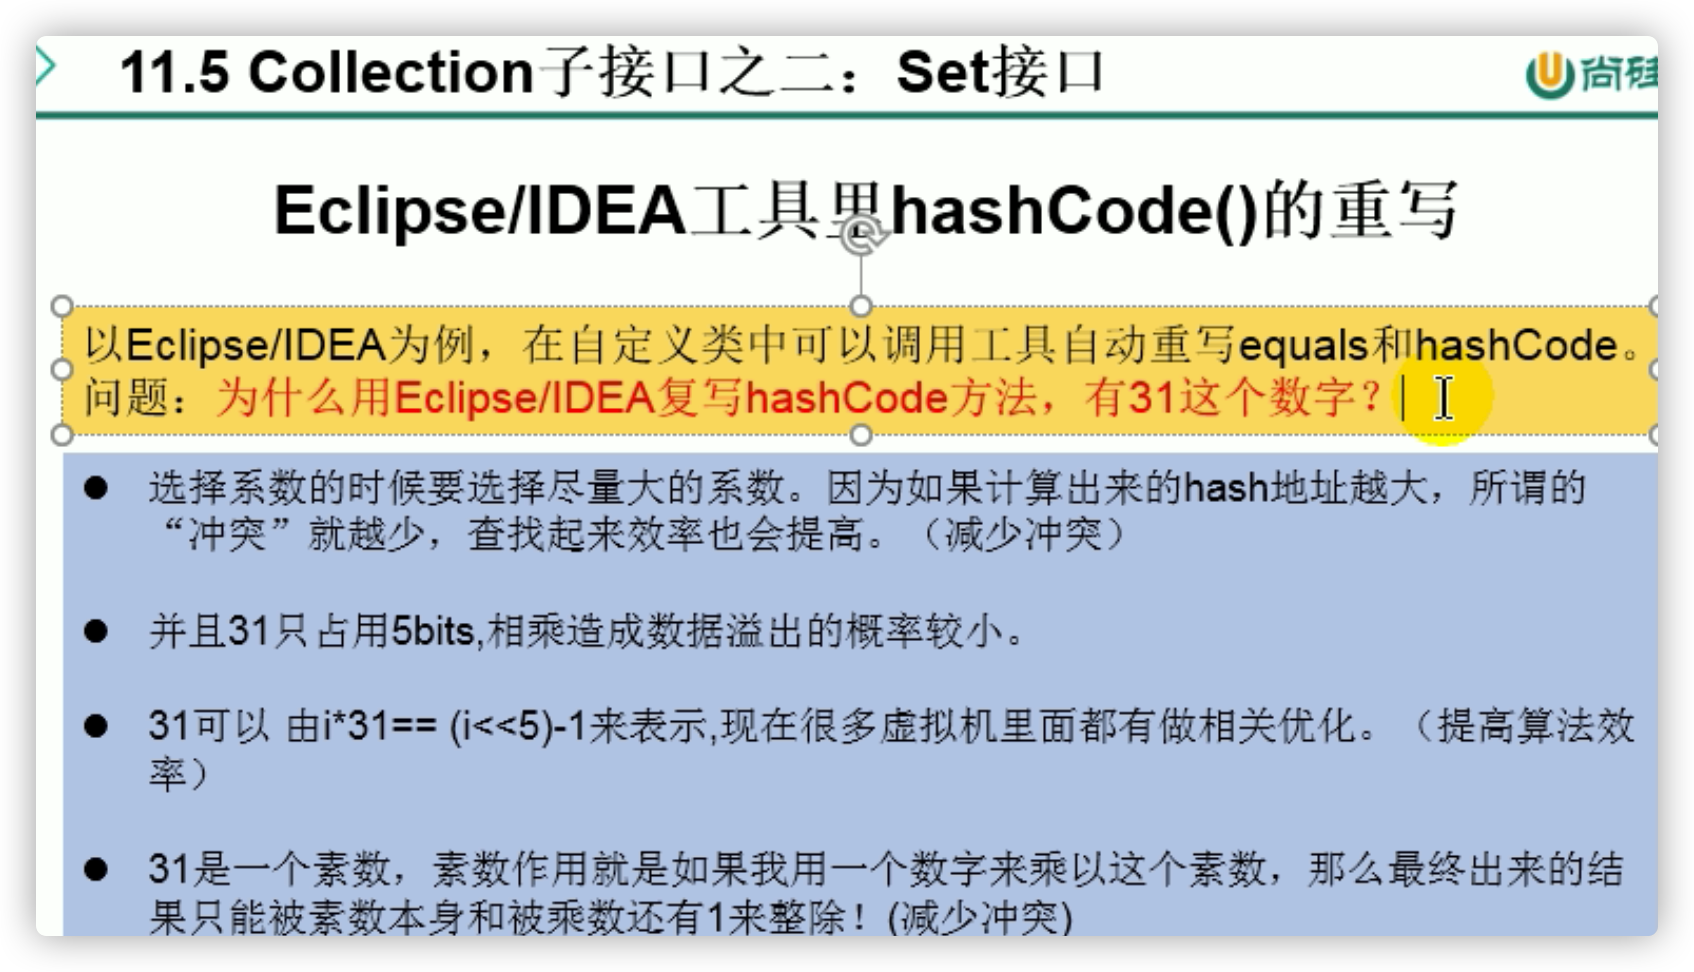 11.5 Collection子接口之二：Set接口
尚硅
Eclipse/IDEA工具里hashCode()的重写
以Eclipse/IDEA为例，在自定义类中可以调用工具自动重写equals和hashCode。
问题：为什么用Eclipse/IDEA复写hashCode方法，有31这个数字？
● 选择系数的时候要选择尽量大的系数。因为如果计算出来的hash地址越大，所谓的
“冲突”就越少，查找起来效率也会提高。（减少冲突）
● 并且31只占用5bits,相乘造成数据溢出的概率较小。
● 31可以 由i*31== (i<<5)-1来表示,现在很多虚拟机里面都有做相关优化。（提高算法效
率）
● 31是一个素数，素数作用就是如果我用一个数字来乘以这个素数，那么最终出来的结
果只能被素数本身和被乘数还有1来整除！(减少冲突)